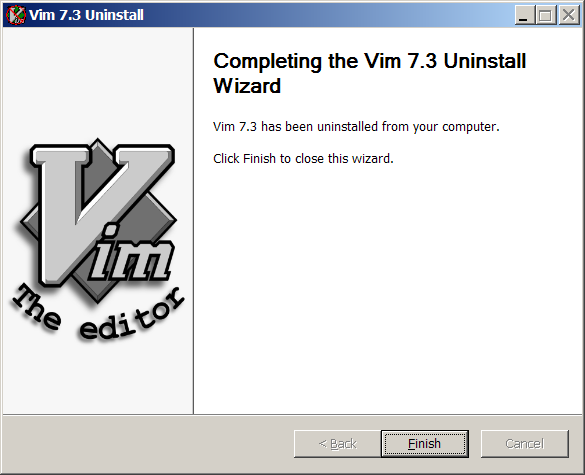 Vim 7.3 Uninstall
Completing the Vim 7.3 Uninstall
Wizard
Vim 7.3 has been uninstalled from your computer.
Click Finish to close this wizard.
Vim
The editor
< Back
Finish
Cancel